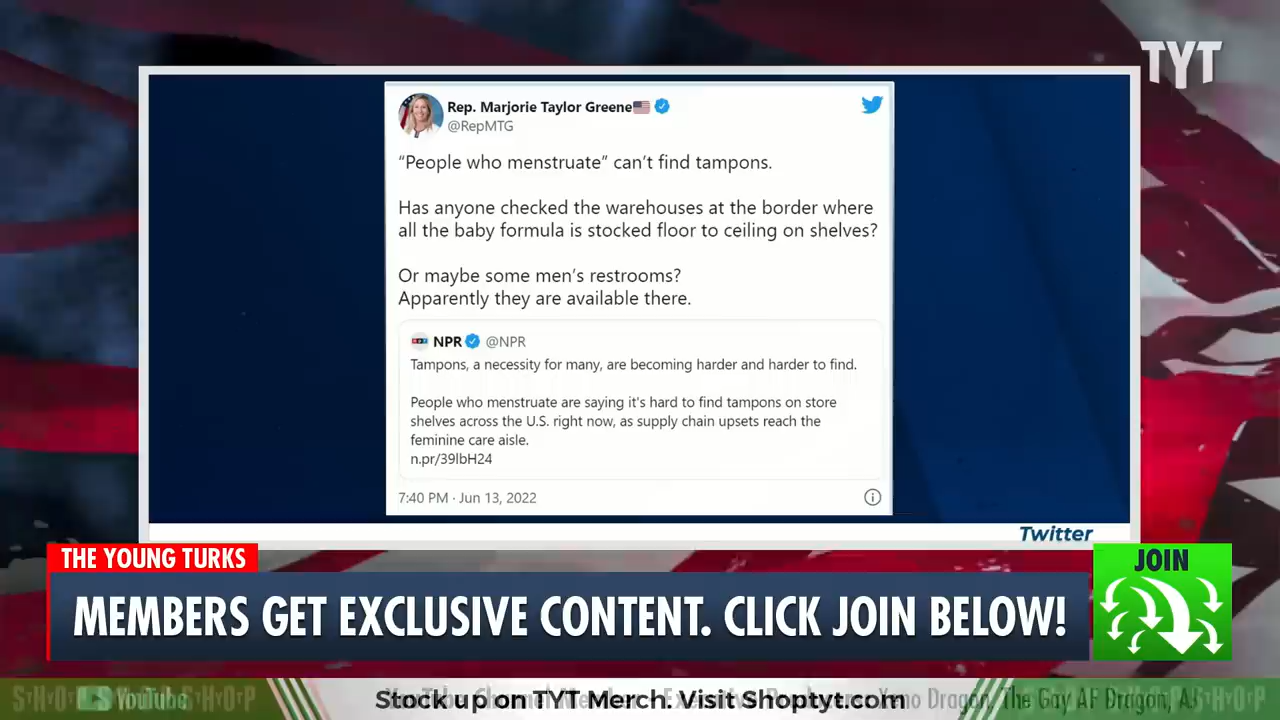 TYT
Rep. Marjorie Taylor Greene
@RepMTG
“People who menstruate” can’t find tampons.
Has anyone checked the warehouses at the border where
all the baby formula is stocked floor to ceiling on shelves?
Or maybe some men’s restrooms?
Apparently they are available there.
NPR @NPR
Tampons, a necessity for many, are becoming harder and harder to find.
People who menstruate are saying it's hard to find tampons on store
shelves across the U.S. right now, as supply chain upsets reach the
feminine care aisle.
n.pr/39lbH24
7:40 PM · Jun 13, 2022
Twitter
THE YOUNG TURKS
JOIN
MEMBERS GET EXCLUSIVE CONTENT. CLICK JOIN BELOW!
YouTube
Stock up on TYT Merch. Visit Shoptyt.com
Dragon, The Gay AF Dragon,